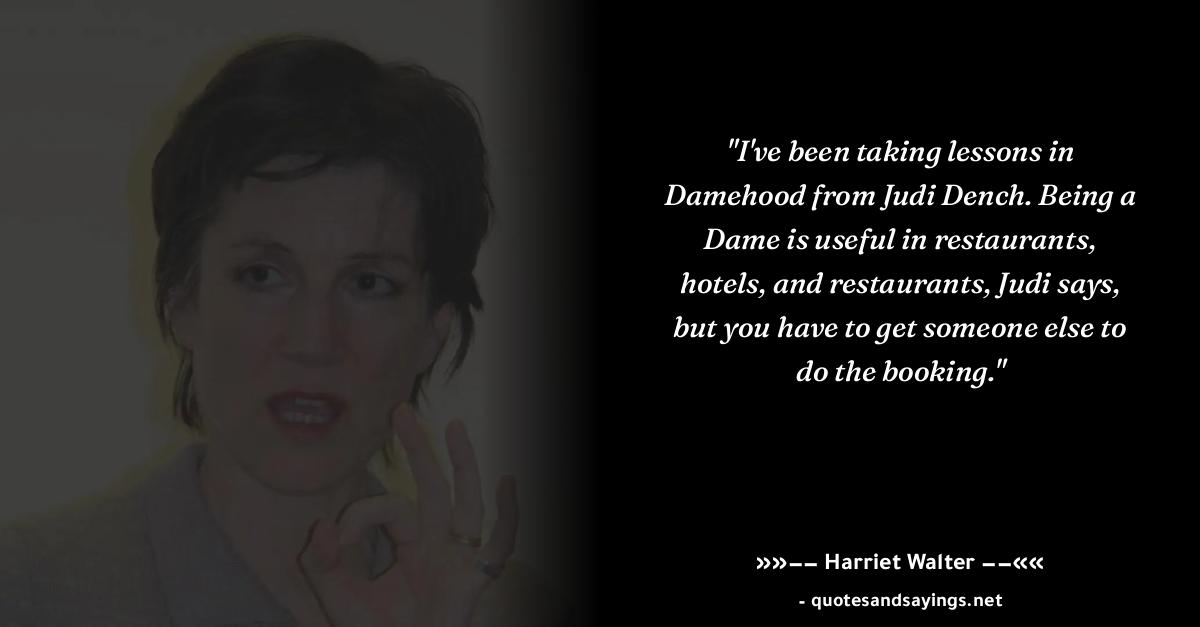 "I've been taking lessons in
Damehood from Judi Dench. Being a
Dame is useful in restaurants,
hotels, and restaurants, Judi says,
but you have to get someone else to
do the booking."
»»–– Harriet Walter ––««
- quotesandsayings.net